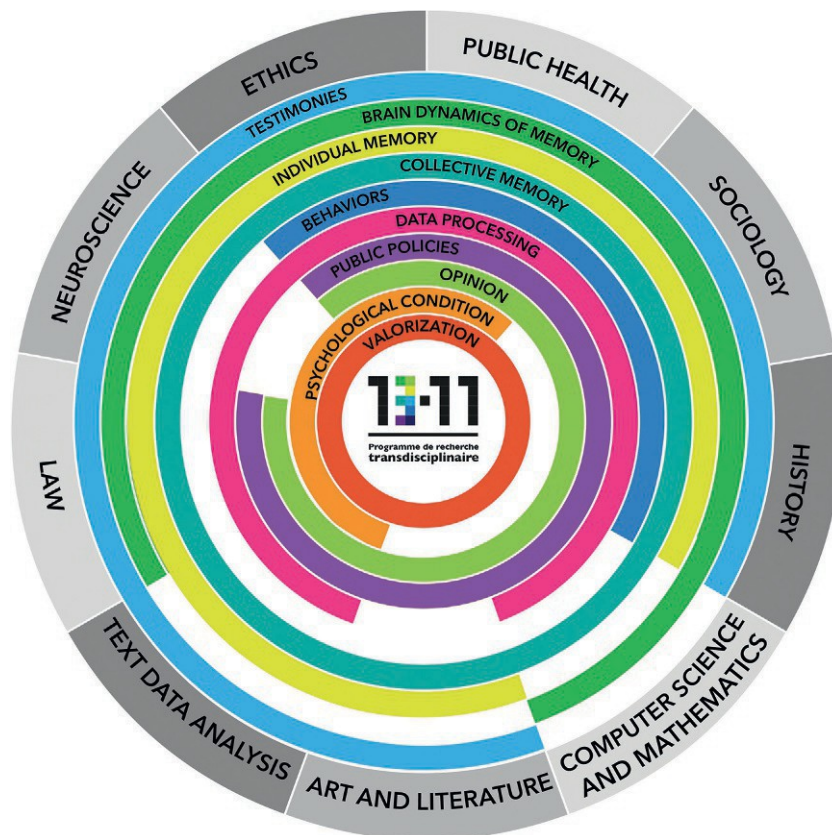 ETHICS
PUBLIC HEALTH
SOCIOLOGY
HISTORY
COMPUTER SCIENCE
AND MATHEMATICS
ART AND LITERATURE
TEXT DATA ANALYSIS
LAW
NEUROSCIENCE
TESTIMONIES
BRAIN DYNAMICS OF MEMORY
INDIVIDUAL MEMORY
COLLECTIVE MEMORY
BEHAVIORS
DATA PROCESSING
PUBLIC POLICIES
OPINION
PSYCHOLOGICAL CONDITION
VALORIZATION
13·11
Programme de recherche
transdisciplinaire